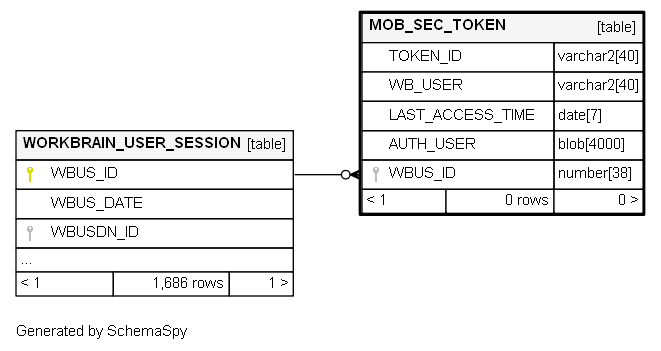 MOB_SEC_TOKEN [table]
TOKEN_ID varchar2[40]
WB_USER varchar2[40]
LAST_ACCESS_TIME date[7]
AUTH_USER blob[4000]
WBUS_ID number[38]
< 1 0 rows 0 >
WORKBRAIN_USER_SESSION [table]
WBUS_ID
WBUS_DATE
WBUSDN_ID
...
< 1 1,686 rows 1 >
Generated by SchemaSpy